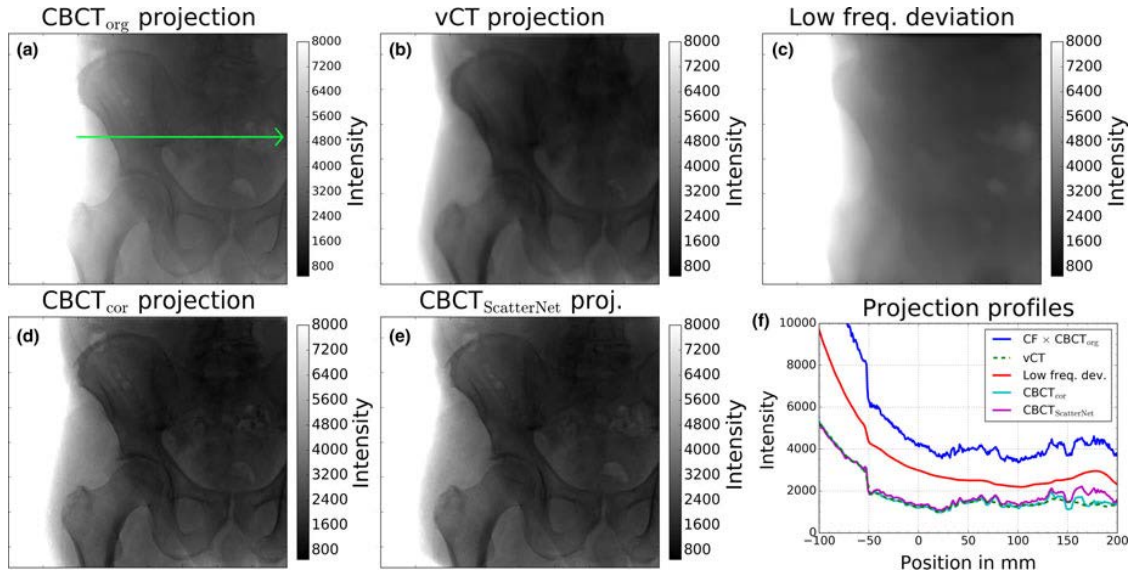 CBCT_org projection
vCT projection
Low freq. deviation
(a)
8000
7200
6400
5600
4800
4000
3200
2400
1600
800
Intensity
(b)
8000
7200
6400
5600
4800
4000
3200
2400
1600
800
Intensity
(c)
8000
7200
6400
5600
4800
4000
3200
2400
1600
800
Intensity
CBCT_cor projection
CBCT_ScatterNet proj.
Projection profiles
(d)
8000
7200
6400
5600
4800
4000
3200
2400
1600
800
Intensity
(e)
8000
7200
6400
5600
4800
4000
3200
2400
1600
800
Intensity
(f)
10000
8000
6000
4000
2000
0
Intensity
CF × CBCT_org
vCT
Low freq. dev.
CBCT_cor
CBCT_ScatterNet
−100
−50
0
50
100
150
200
Position in mm